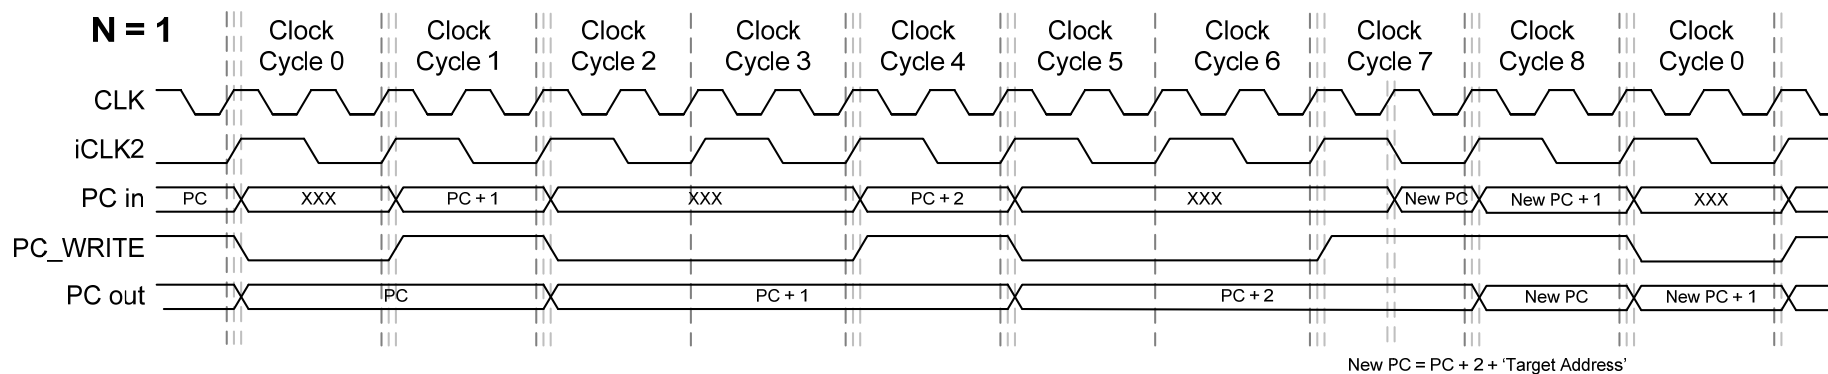 N = 1
Clock Cycle 0
Clock Cycle 1
Clock Cycle 2
Clock Cycle 3
Clock Cycle 4
Clock Cycle 5
Clock Cycle 6
Clock Cycle 7
Clock Cycle 8
Clock Cycle 0
CLK
iCLK2
PC in PC XXX PC + 1 XXX PC + 2 XXX New PC New PC + 1 XXX
PC_WRITE
PC out PC PC + 1 PC + 2 New PC New PC + 1
New PC = PC + 2 + ‘Target Address’